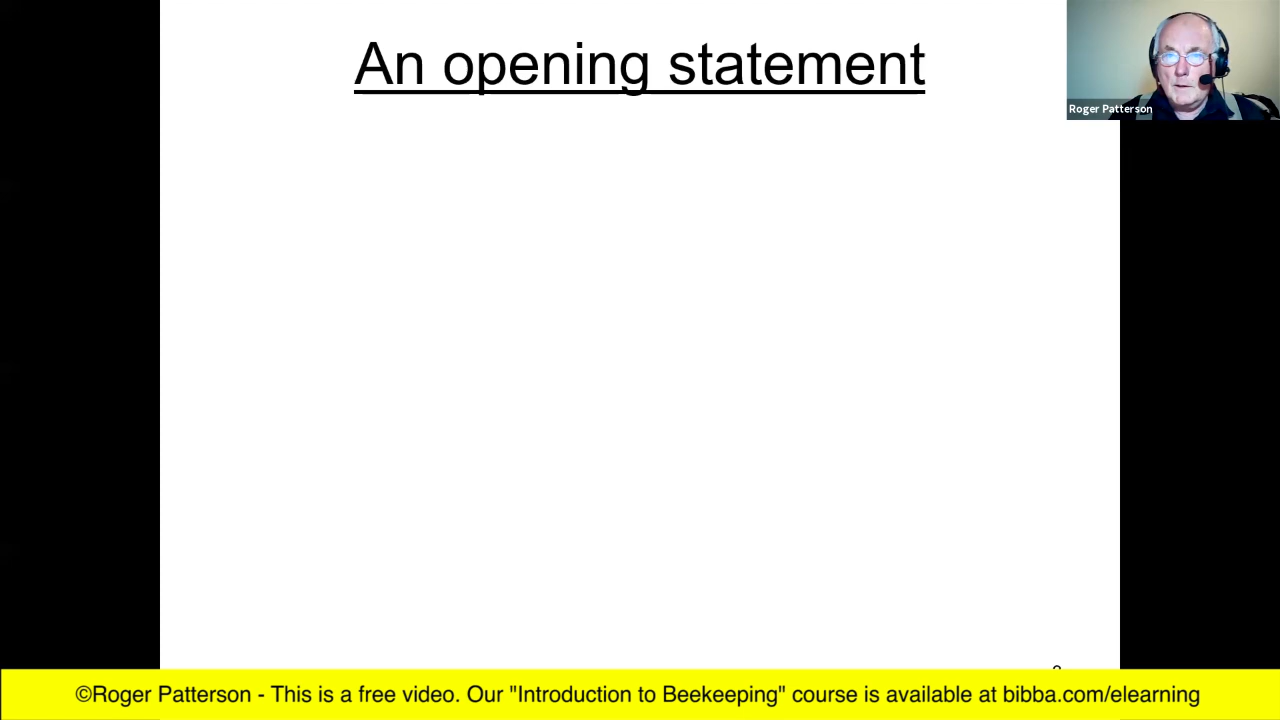 An opening statement
Roger Patterson
©Roger Patterson - This is a free video. Our "Introduction to Beekeeping" course is available at bibba.com/elearning